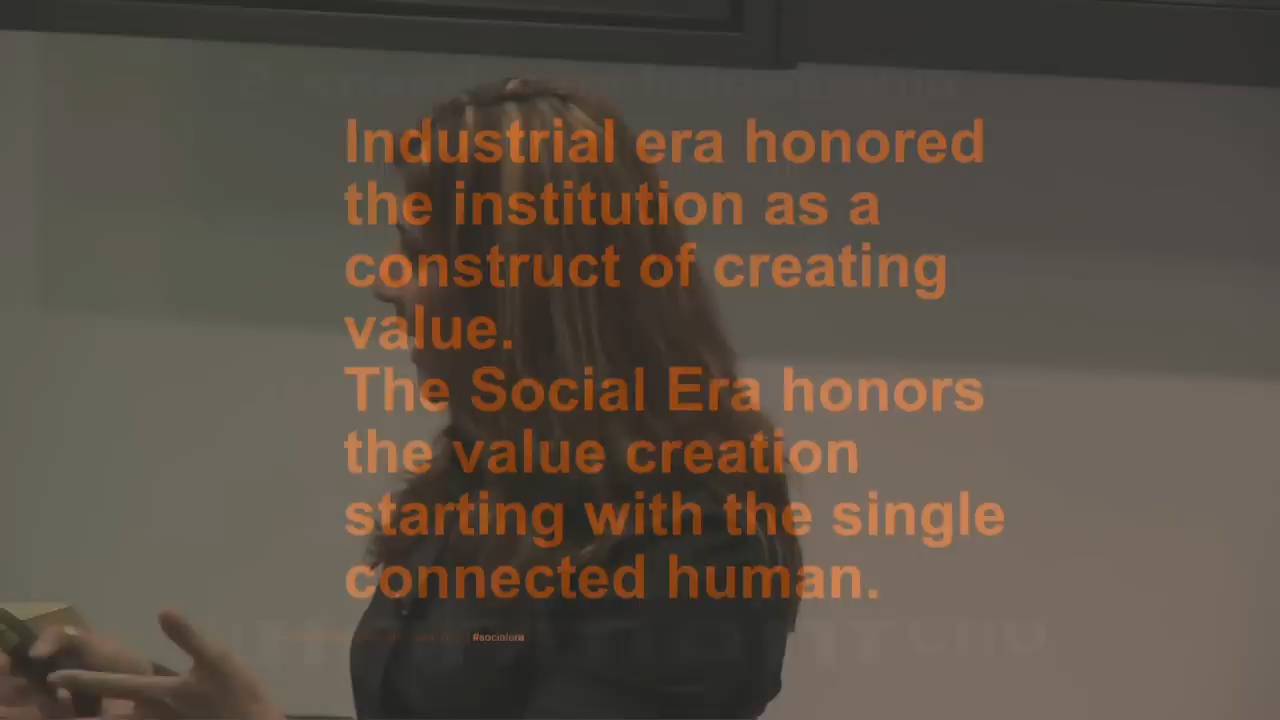 Industrial era honored
the institution as a
construct of creating
value.
The Social Era honors
the value creation
starting with the single
connected human.
#socialera